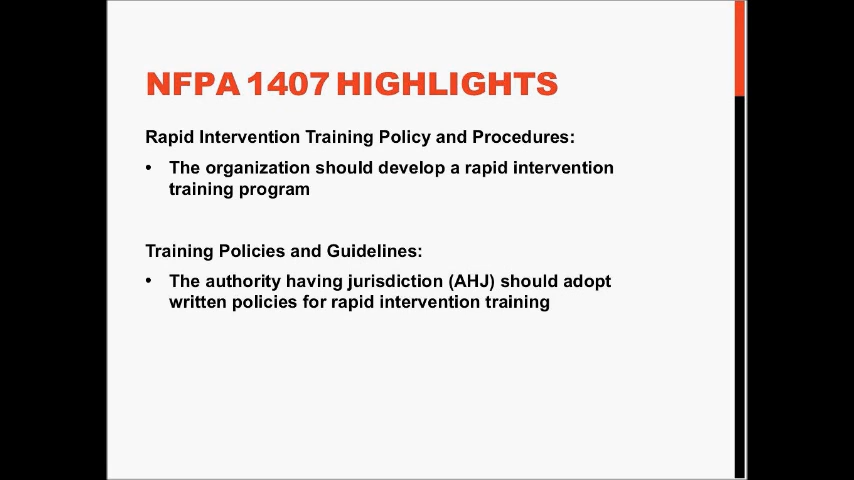 NFPA 1407 HIGHLIGHTS
Rapid Intervention Training Policy and Procedures:
• The organization should develop a rapid intervention
training program
Training Policies and Guidelines:
• The authority having jurisdiction (AHJ) should adopt
written policies for rapid intervention training